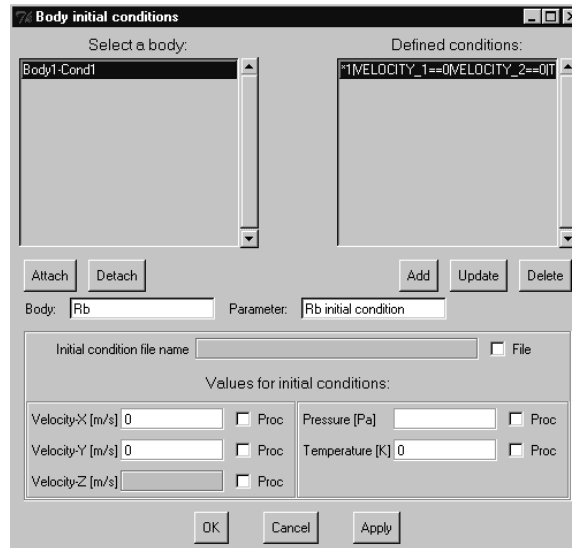 Body initial conditions
Select a body: Defined conditions:
Body1-Cond1 *1|VELOCITY_1==0|VELOCITY_2==0|T
Attach Detach Add Update Delete
Body: Rb Parameter: Rb initial condition
Initial condition file name File
Values for initial conditions:
Velocity-X [m/s] 0 Proc Pressure [Pa] Proc
Velocity-Y [m/s] 0 Proc Temperature [K] 0 Proc
Velocity-Z [m/s] Proc
OK Cancel Apply